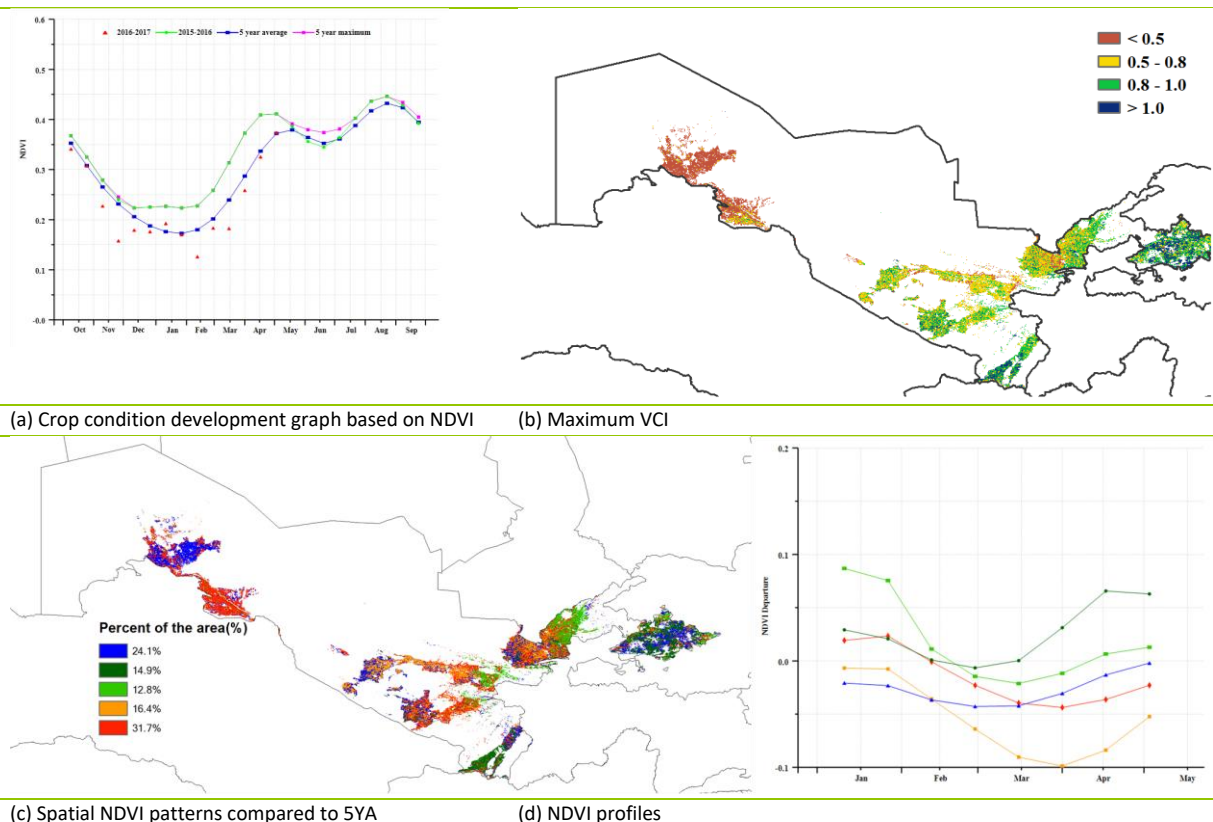 0.6
2016-2017 2015-2016 5 year average 5 year maximum
0.5
0.4
NDVI
0.3
0.2
0.1
-0.0
Oct Nov Dec Jan Feb Mar Apr May Jun Jul Aug Sep
< 0.5
0.5 - 0.8
0.8 - 1.0
> 1.0
(a) Crop condition development graph based on NDVI
(b) Maximum VCI
Percent of the area(%)
24.1%
14.9%
12.8%
16.4%
31.7%
0.2
0.1
NDVI Departure
0.0
-0.1
Jan Feb Mar Apr May
(c) Spatial NDVI patterns compared to 5YA
(d) NDVI profiles